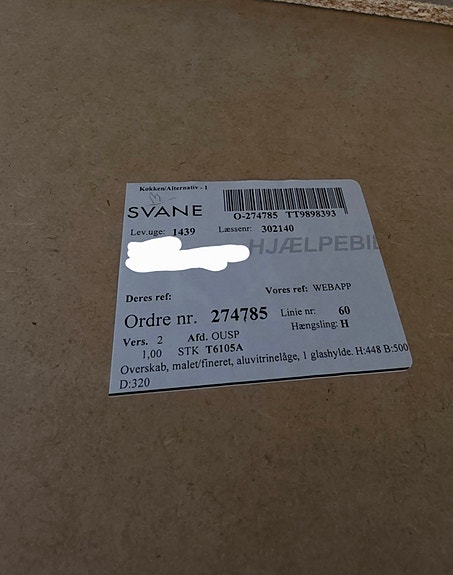 Køkken/Alternativ - 1
SVANE
O-274785 TT9898393
Lev.uge: 1439 Læssenr: 302140
HJÆLPEBIL
Deres ref: Vores ref: WEBAPP
Ordre nr. 274785 Linie nr: 60
Hængsling: H
Vers. 2 Afd. OUSP
1,00 STK T6105A
Overskab, malet/fineret, aluvitrinelåge, 1 glashylde. H:448 B:500
D:320